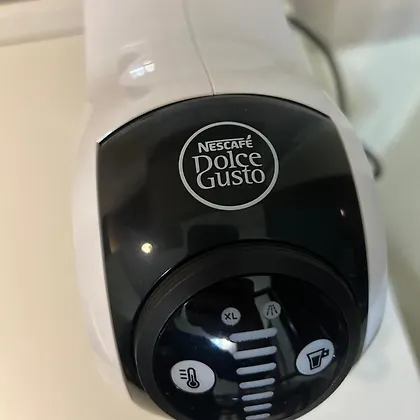 NESCAFÉ
Dolce
Gusto
XL